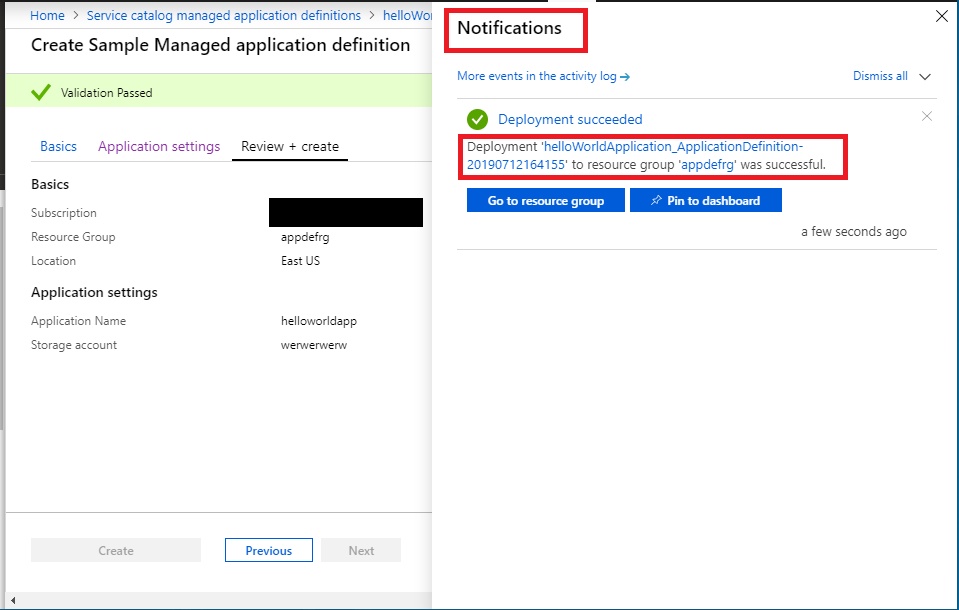 Home > Service catalog managed application definitions > helloWo
Create Sample Managed application definition
Validation Passed
Basics Application settings Review + create
Basics
Subscription
Resource Group appdefrg
Location East US
Application settings
Application Name helloworldapp
Storage account werwerwerw
Create Previous Next
Notifications
More events in the activity log → Dismiss all
Deployment succeeded
Deployment 'helloWorldApplication_ApplicationDefinition-
20190712164155' to resource group 'appdefrg' was successful.
Go to resource group Pin to dashboard
a few seconds ago